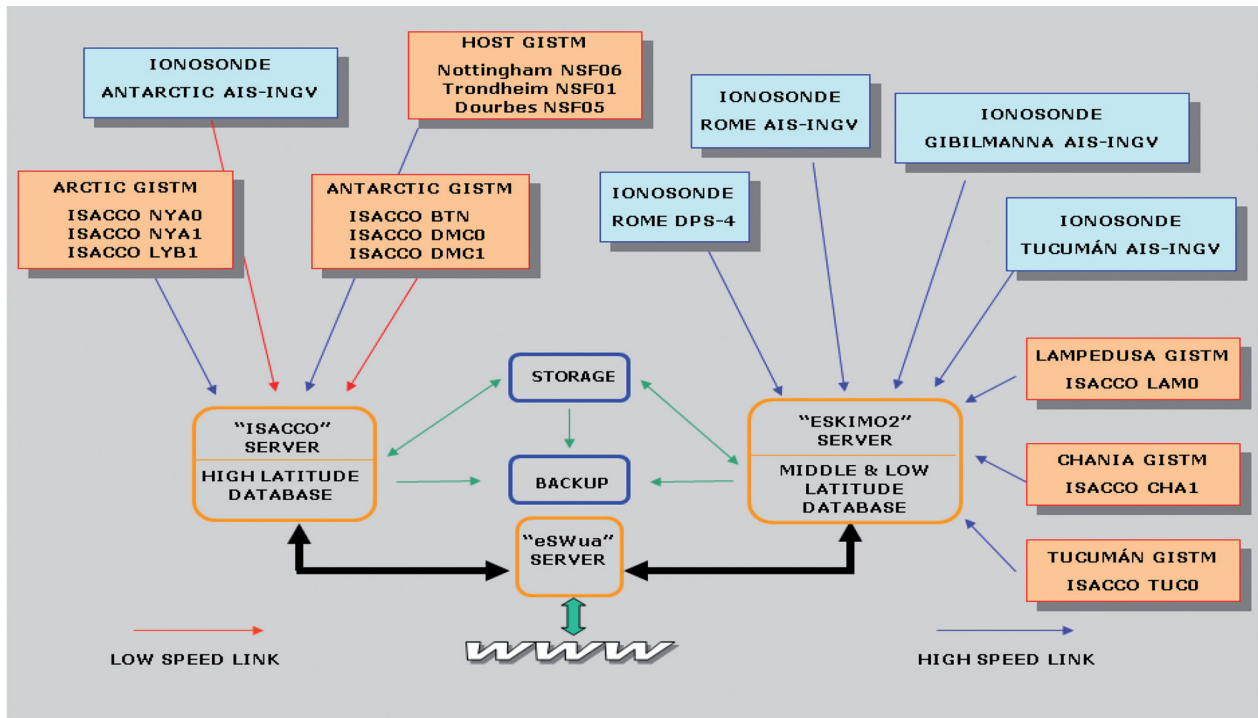 IONOSONDE
ANTARCTIC AIS-INGV
HOST GISTM
Nottingham NSF06
Trondheim NSF01
Dourbes NSF05
IONOSONDE
ROME AIS-INGV
IONOSONDE
GIBILMANNA AIS-INGV
ARCTIC GISTM
ISACCO NYA0
ISACCO NYA1
ISACCO LYB1
ANTARCTIC GISTM
ISACCO BTN
ISACCO DMC0
ISACCO DMC1
IONOSONDE
ROME DPS-4
IONOSONDE
TUCUMÁN AIS-INGV
LAMPEDUSA GISTM
ISACCO LAM0
STORAGE
"ISACCO"
SERVER
HIGH LATITUDE
DATABASE
BACKUP
"ESKIMO2"
SERVER
MIDDLE & LOW
LATITUDE
DATABASE
CHANIA GISTM
ISACCO CHA1
"eSWua"
SERVER
TUCUMÁN GISTM
ISACCO TUC0
LOW SPEED LINK
WWW
HIGH SPEED LINK